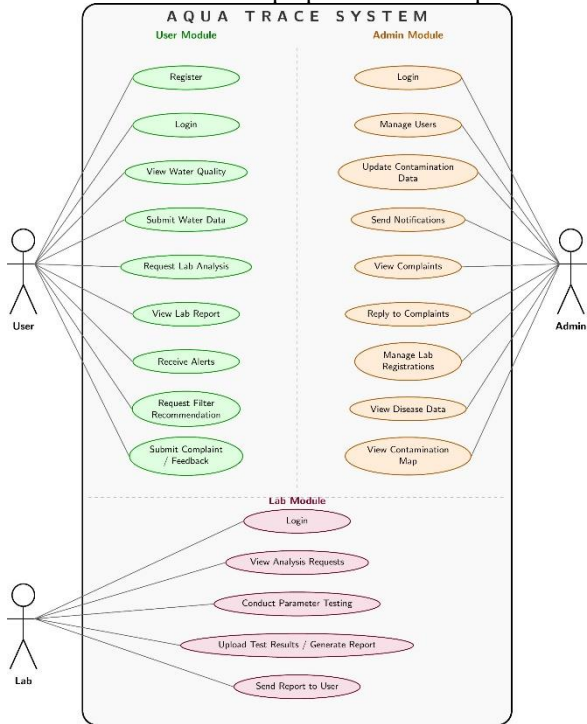 AQUA TRACE SYSTEM
User Module
Register
Login
View Water Quality
Submit Water Data
Request Lab Analysis
View Lab Report
Receive Alerts
Request Filter
Recommendation
Submit Complaint
/ Feedback
User
Admin Module
Login
Manage Users
Update Contamination
Data
Send Notifications
View Complaints
Reply to Complaints
Manage Lab
Registrations
View Disease Data
View Contamination
Map
Admin
Lab Module
Login
View Analysis Requests
Conduct Parameter Testing
Upload Test Results / Generate Report
Send Report to User
Lab